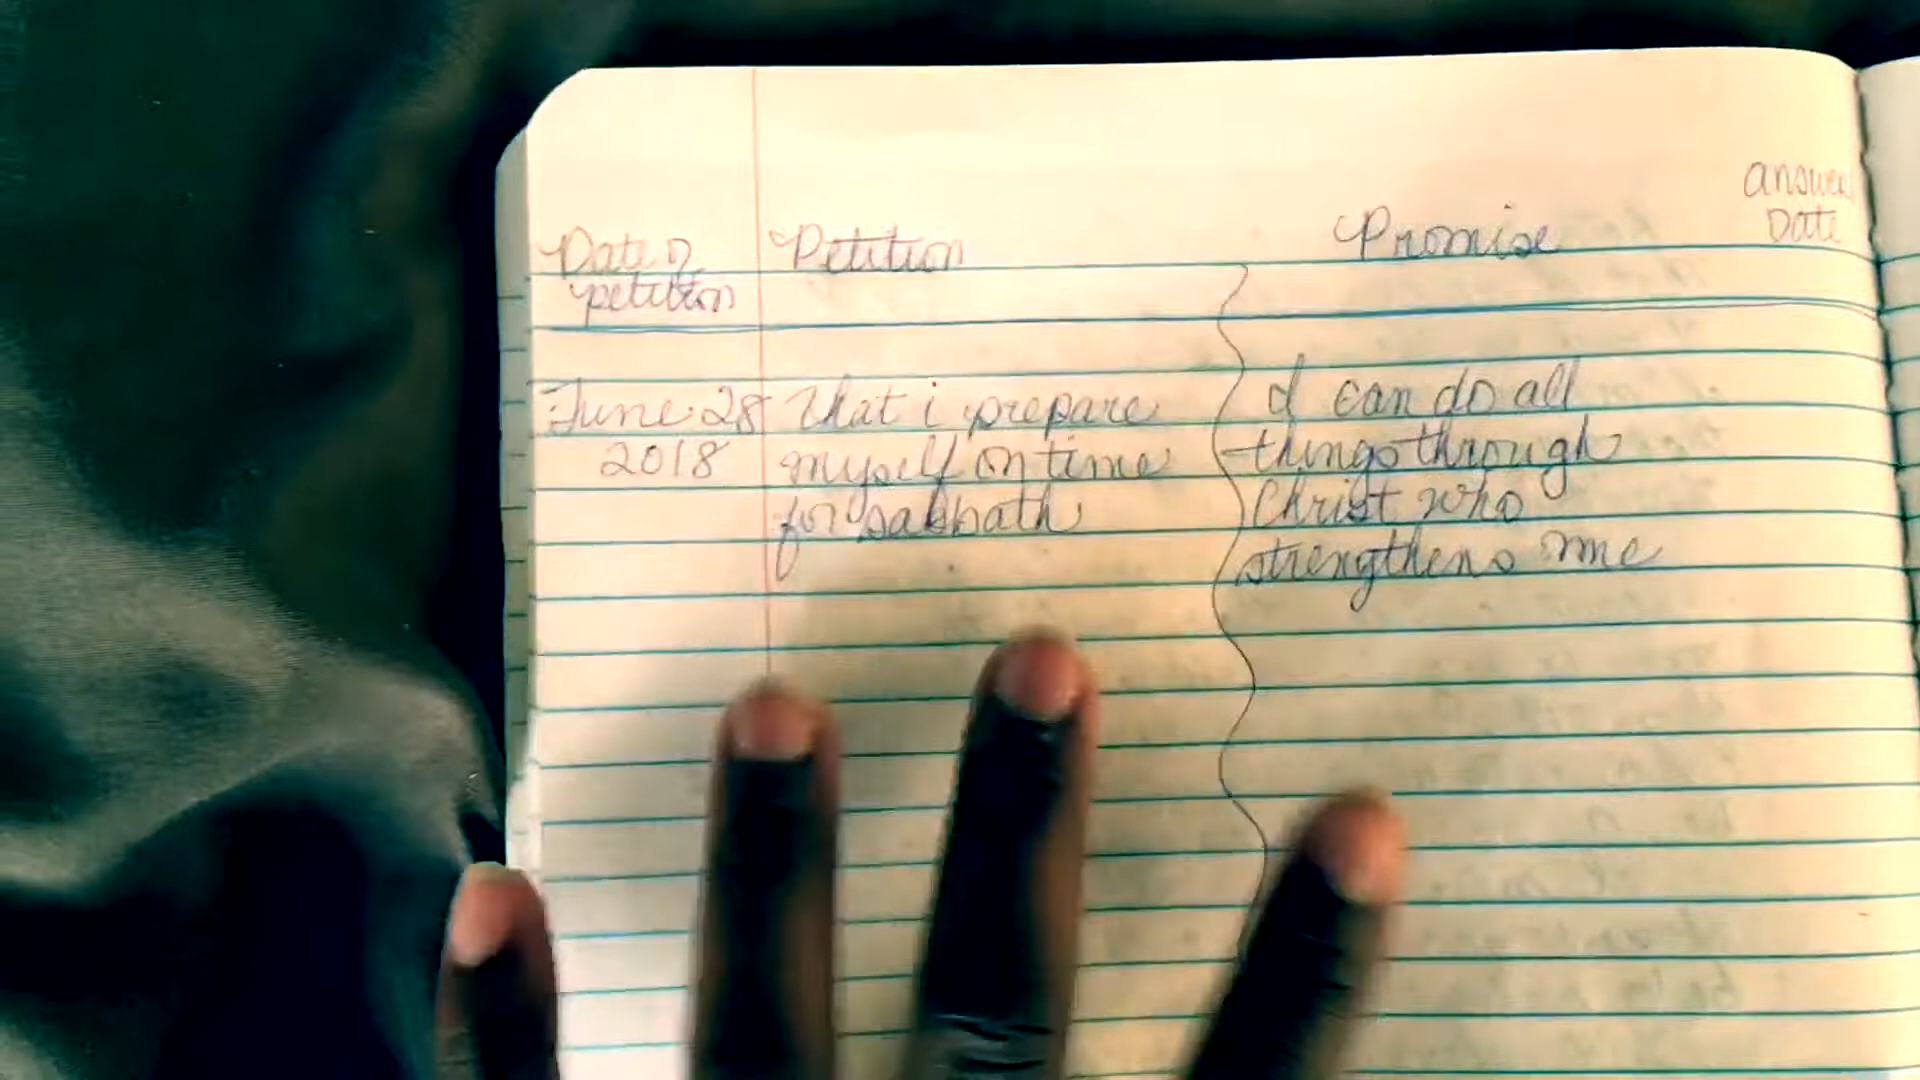 Date of Petition Promise answer
petition Date
June 28 that i prepare I can do all
2018 myself on time things through
for sabbath Christ who
strengthens me